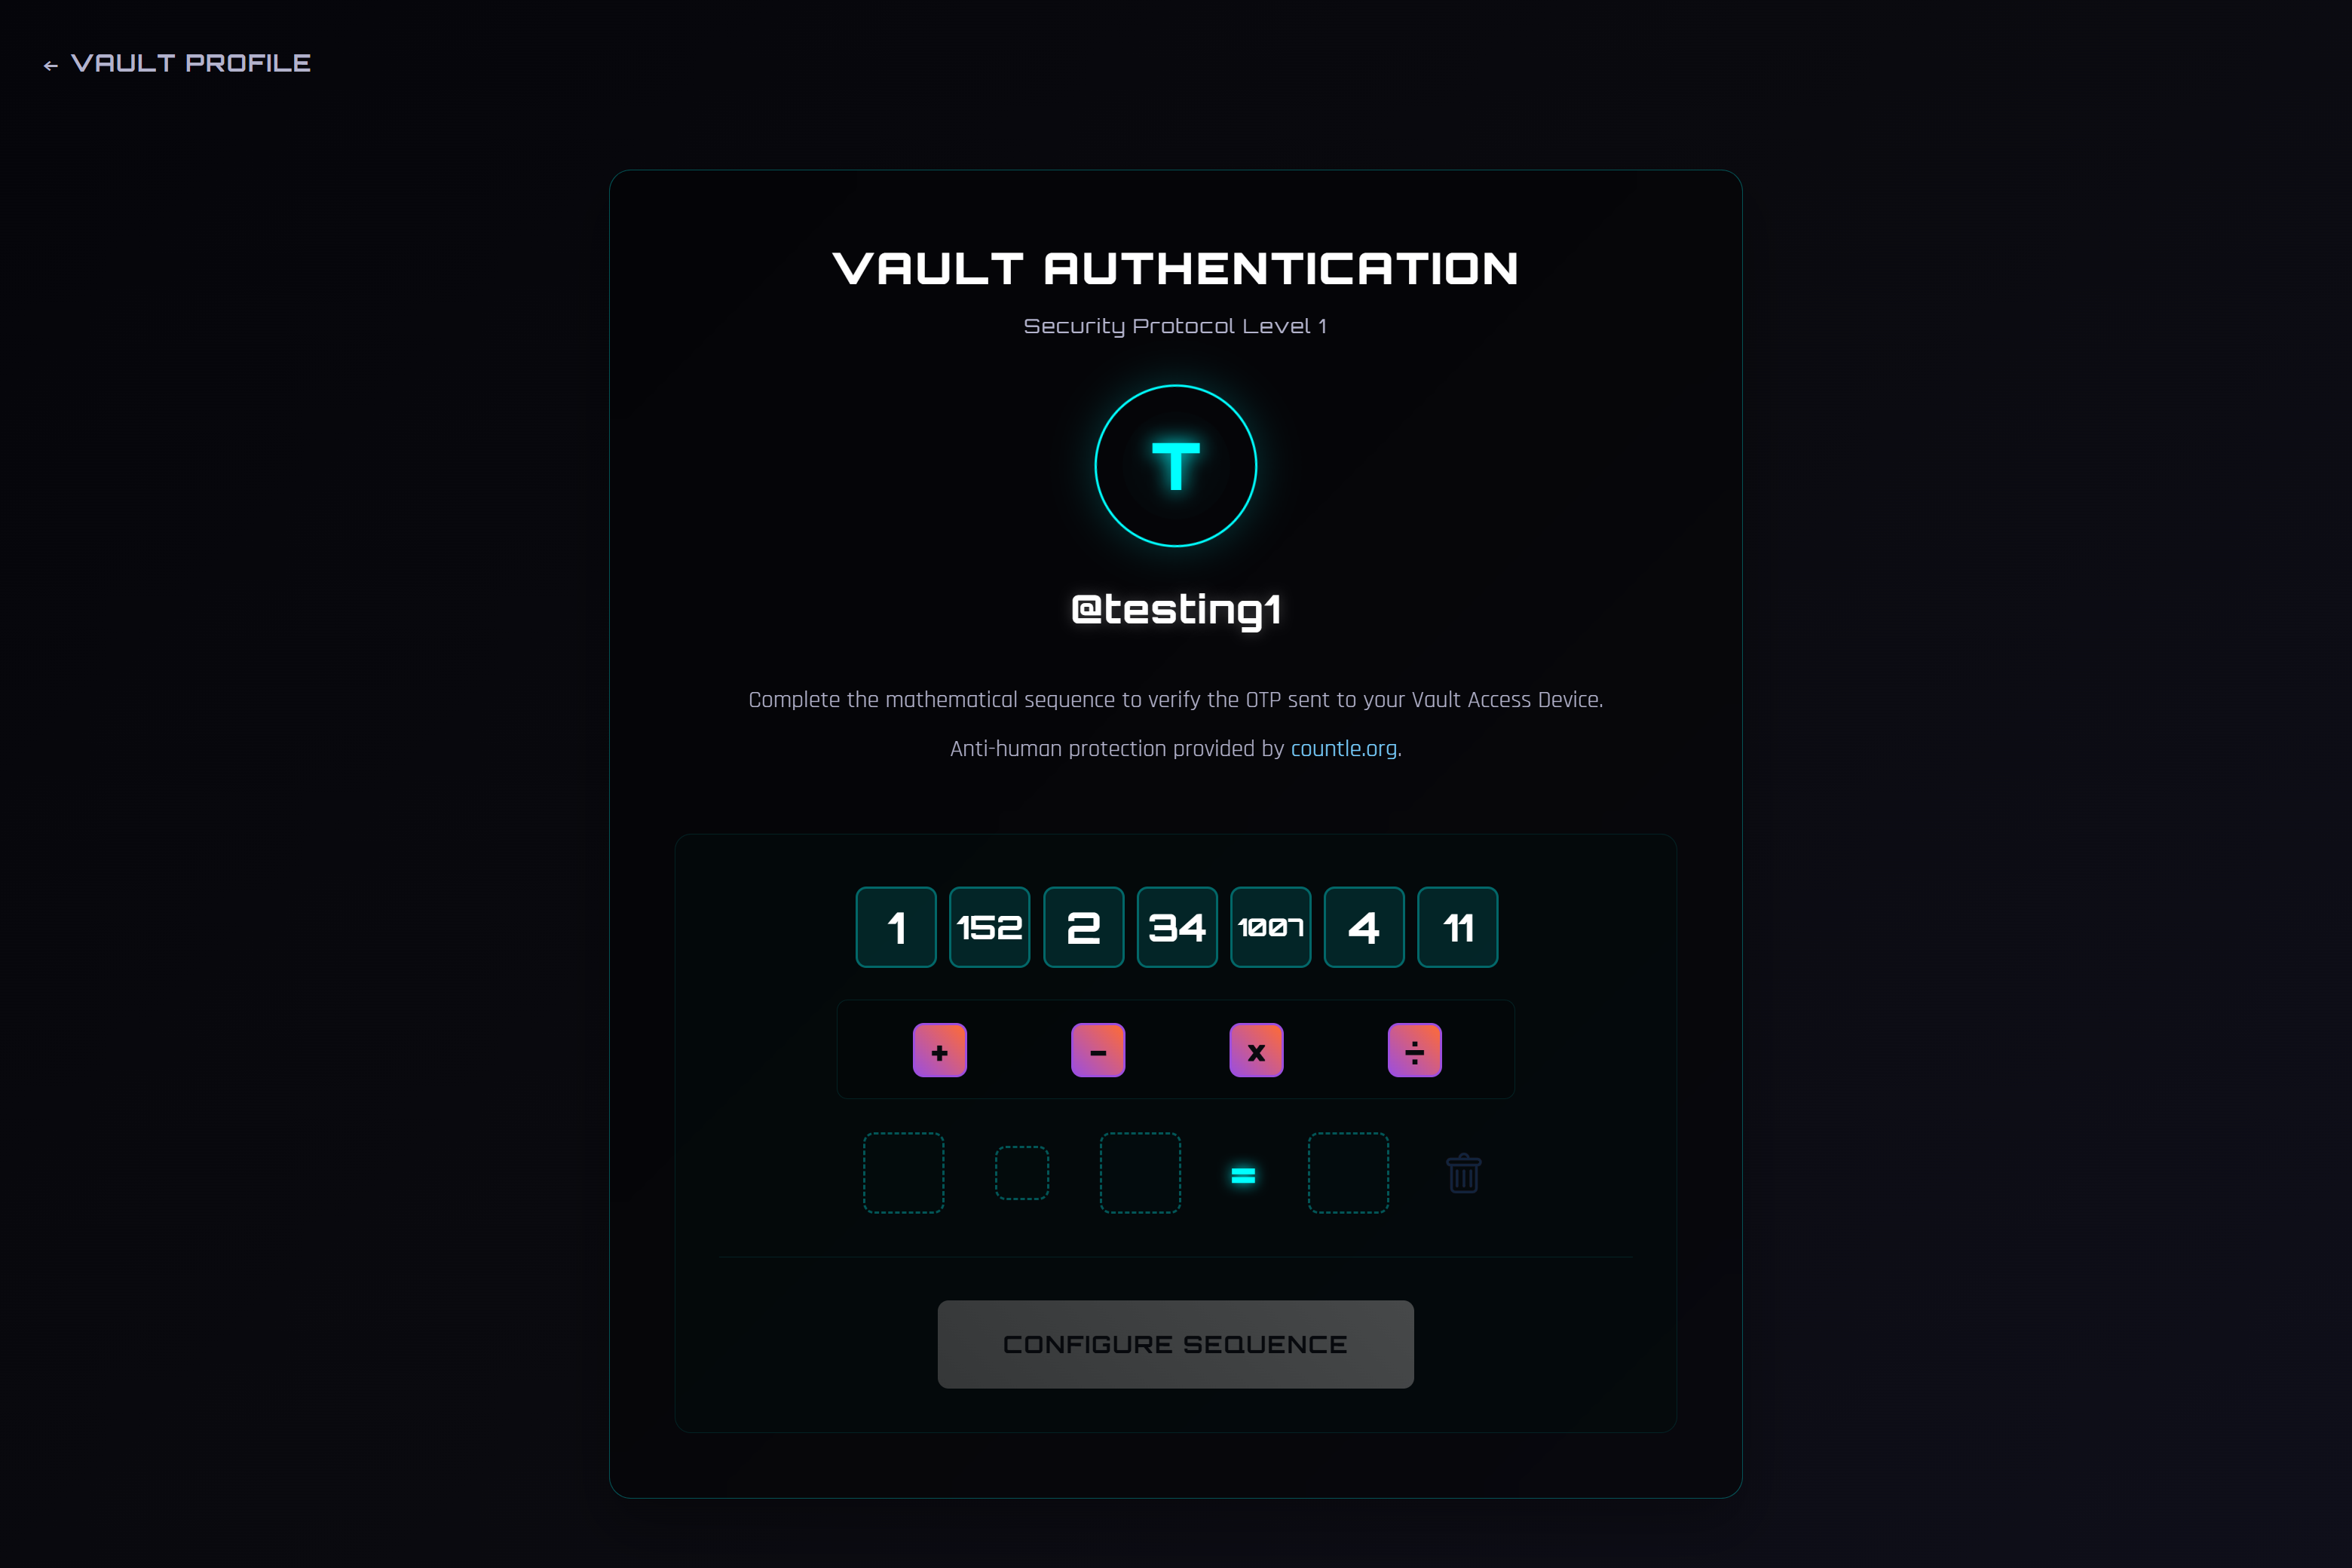 ← VAULT PROFILE
VAULT AUTHENTICATION
Security Protocol Level 1
T
@testing1
Complete the mathematical sequence to verify the OTP sent to your Vault Access Device.
Anti-human protection provided by countle.org.
1 152 2 34 1007 4 11
+ - x ÷
=
CONFIGURE SEQUENCE